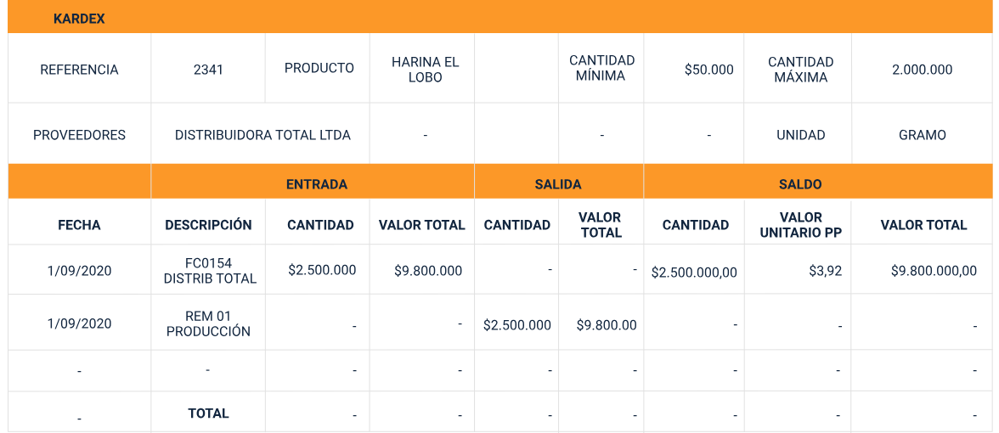 KARDEX
REFERENCIA 2341 PRODUCTO HARINA EL LOBO CANTIDAD MÍNIMA $50.000 CANTIDAD MÁXIMA 2.000.000
PROVEEDORES DISTRIBUIDORA TOTAL LTDA - - - UNIDAD GRAMO
ENTRADA SALIDA SALDO
FECHA DESCRIPCIÓN CANTIDAD VALOR TOTAL CANTIDAD VALOR TOTAL CANTIDAD VALOR UNITARIO PP VALOR TOTAL
1/09/2020 FC0154 DISTRIB TOTAL $2.500.000 $9.800.000 - - $2.500.000,00 $3,92 $9.800.000,00
1/09/2020 REM 01 PRODUCCIÓN - - $2.500.000 $9.800.00 - - -
- - - - - - - - -
- TOTAL - - - - - - -